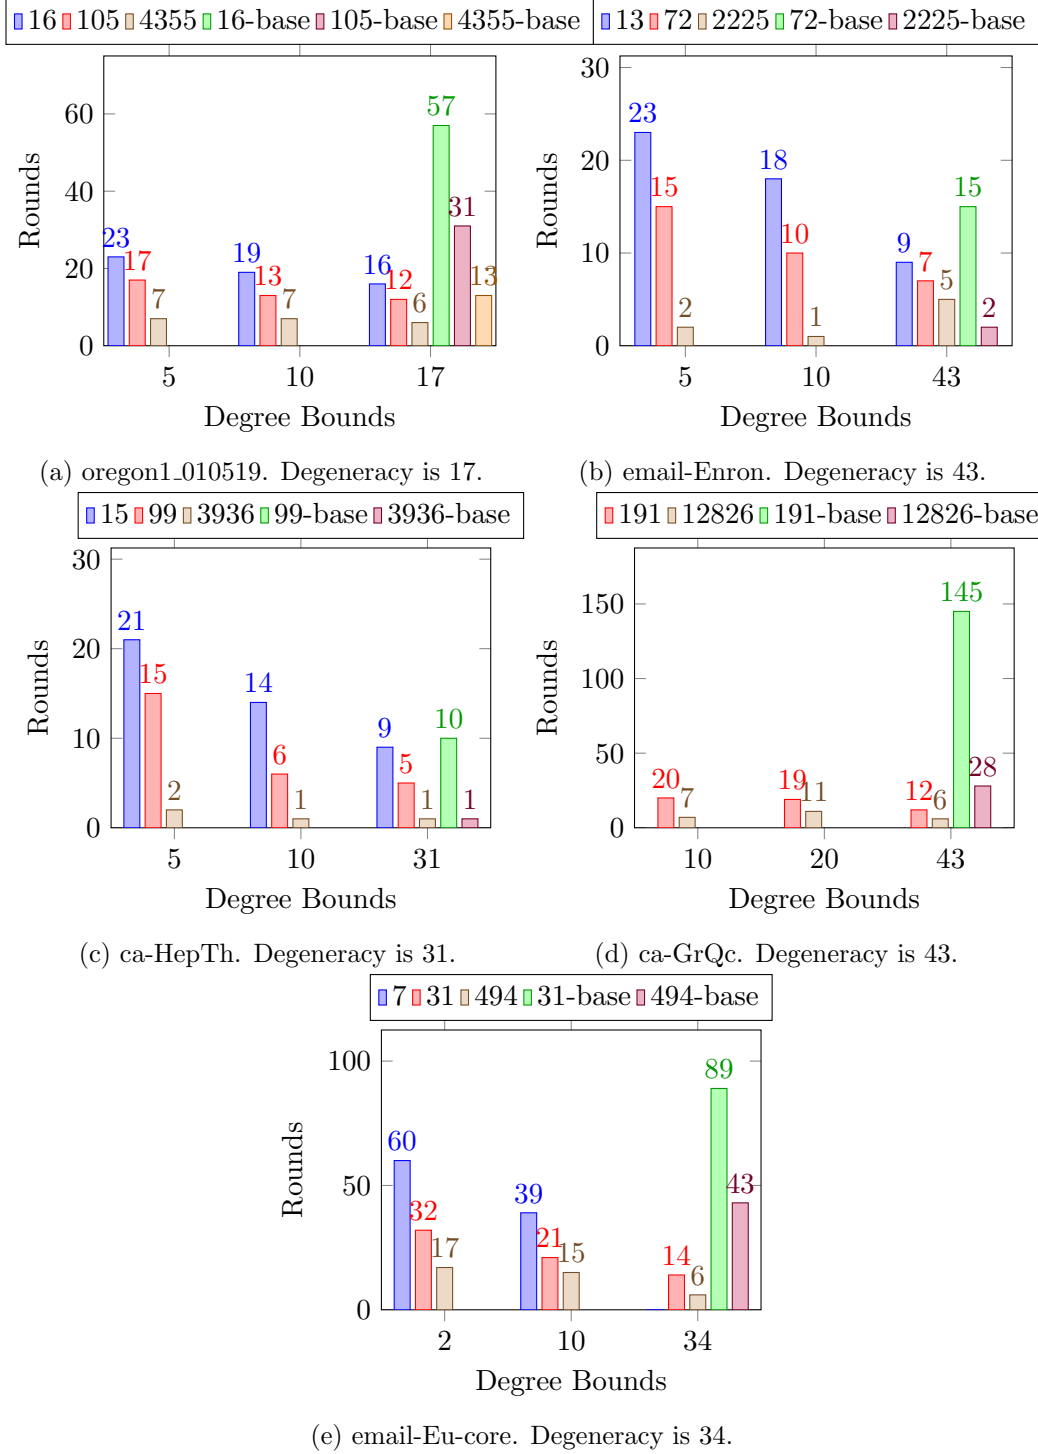 16 105 4355 16-base 105-base 4355-base
60
40
20
0
Rounds
23 17 7
19 13 7
16 12 6 57 31 13
5 10 17
Degree Bounds
(a) oregon1_010519. Degeneracy is 17.
13 72 2225 72-base 2225-base
30
20
10
0
Rounds
23 15 2
18 10 1
9 7 5 15 2
5 10 43
Degree Bounds
(b) email-Enron. Degeneracy is 43.
15 99 3936 99-base 3936-base
30
20
10
0
Rounds
21 15 2
14 6 1
9 5 1 10 1
5 10 31
Degree Bounds
(c) ca-HepTh. Degeneracy is 31.
191 12826 191-base 12826-base
150
100
50
0
Rounds
20 7
19 11
12 6 145 28
10 20 43
Degree Bounds
(d) ca-GrQc. Degeneracy is 43.
7 31 494 31-base 494-base
100
50
0
Rounds
60 32 17
39 21 15
14 6 89 43
2 10 34
Degree Bounds
(e) email-Eu-core. Degeneracy is 34.